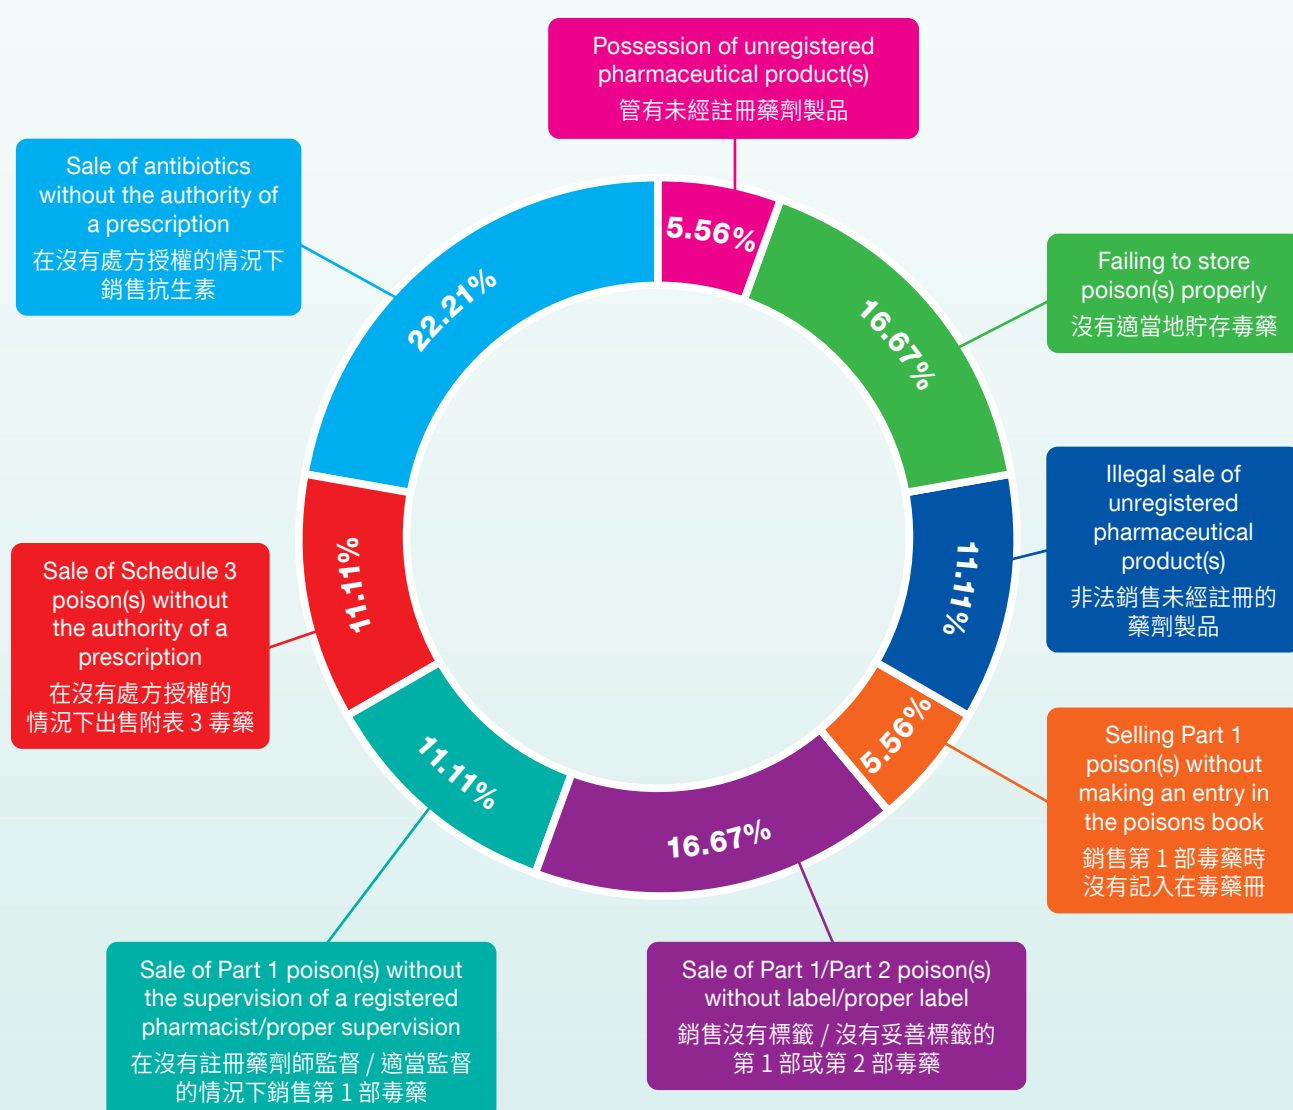 Possession of unregistered
pharmaceutical product(s)
管有未經註冊藥劑製品
Sale of antibiotics
without the authority of
a prescription
在沒有處方授權的情況下
銷售抗生素
5.56%
22.21%
16.67%
Failing to store
poison(s) properly
沒有適當地貯存毒藥
Illegal sale of
unregistered
pharmaceutical
product(s)
非法銷售未經註冊的
藥劑製品
11.11%
11.11%
Sale of Schedule 3
poison(s) without
the authority of a
prescription
在沒有處方授權的
情況下出售附表 3 毒藥
5.56%
Selling Part 1
poison(s) without
making an entry in
the poisons book
銷售第 1 部毒藥時
沒有記入在毒藥冊
11.11%
16.67%
Sale of Part 1 poison(s) without
the supervision of a registered
pharmacist/proper supervision
在沒有註冊藥劑師監督 / 適當監督
的情況下銷售第 1 部毒藥
Sale of Part 1/Part 2 poison(s)
without label/proper label
銷售沒有標籤 / 沒有妥善標籤的
第 1 部或第 2 部毒藥